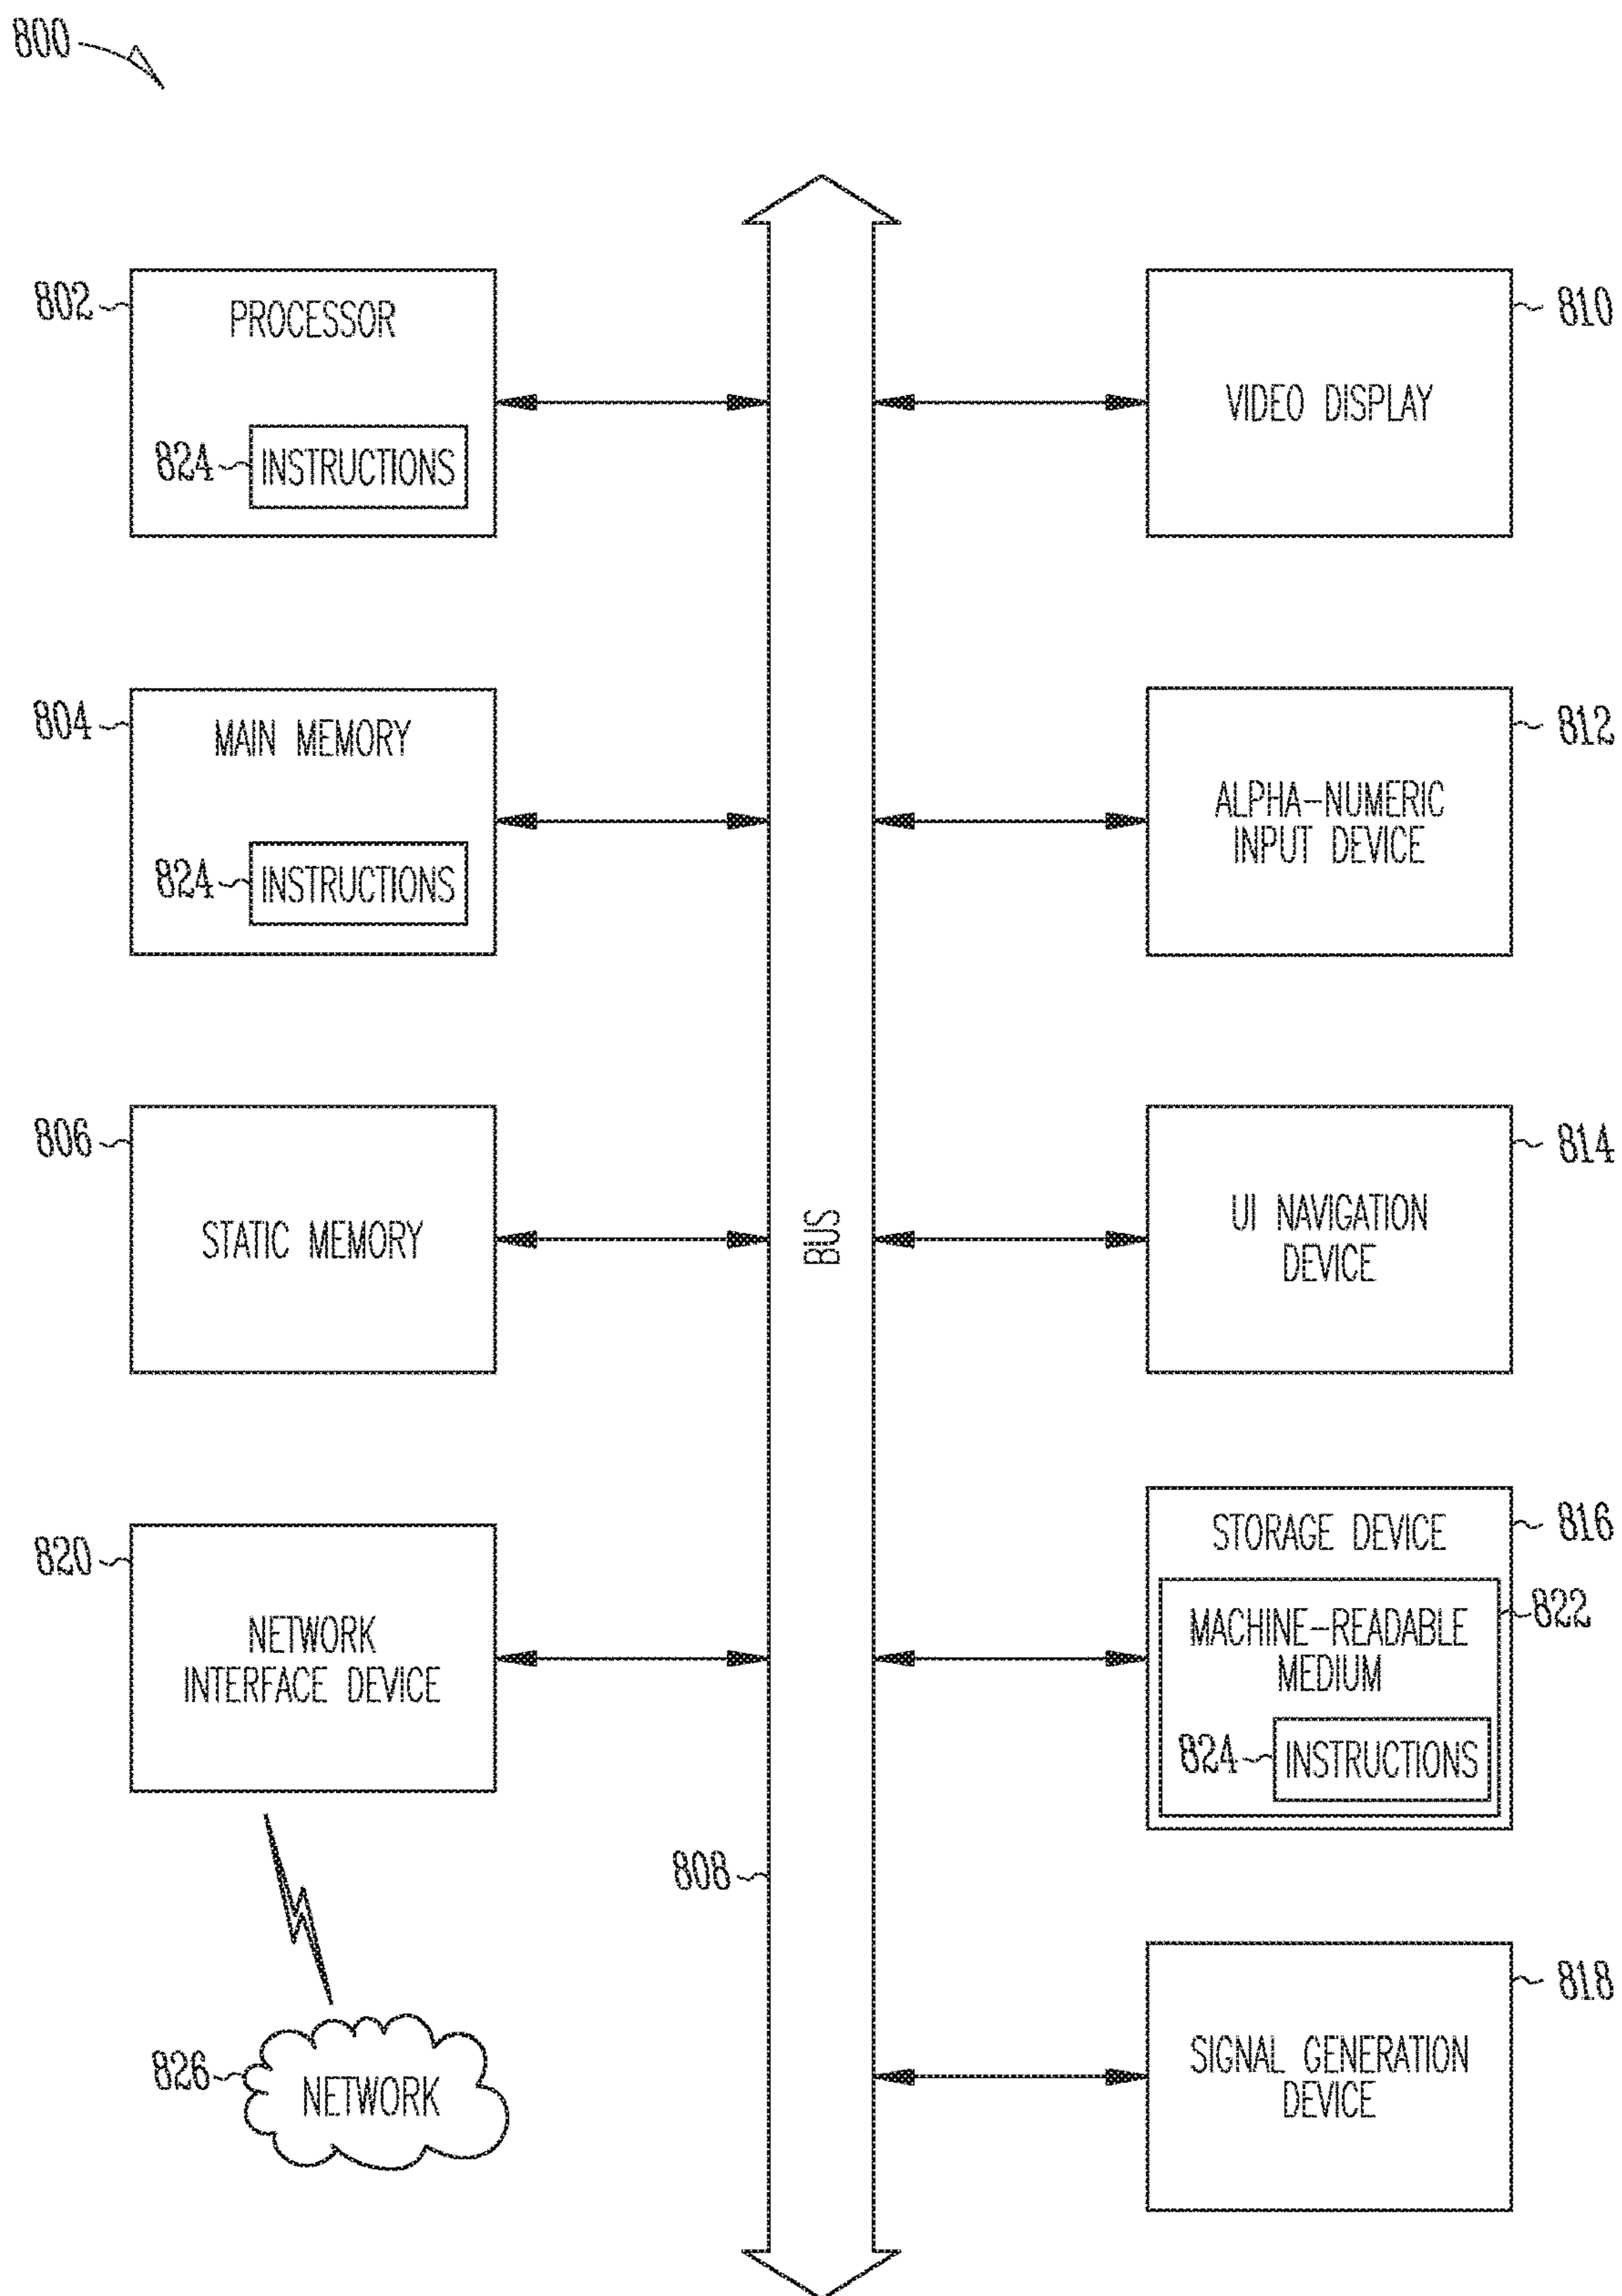 800
802
PROCESSOR
824
INSTRUCTIONS
804
MAIN MEMORY
824
INSTRUCTIONS
806
STATIC MEMORY
820
NETWORK
INTERFACE DEVICE
826
NETWORK
BUS
808
810
VIDEO DISPLAY
812
ALPHA-NUMERIC
INPUT DEVICE
814
UI NAVIGATION
DEVICE
816
STORAGE DEVICE
822
MACHINE-READABLE
MEDIUM
824
INSTRUCTIONS
818
SIGNAL GENERATION
DEVICE